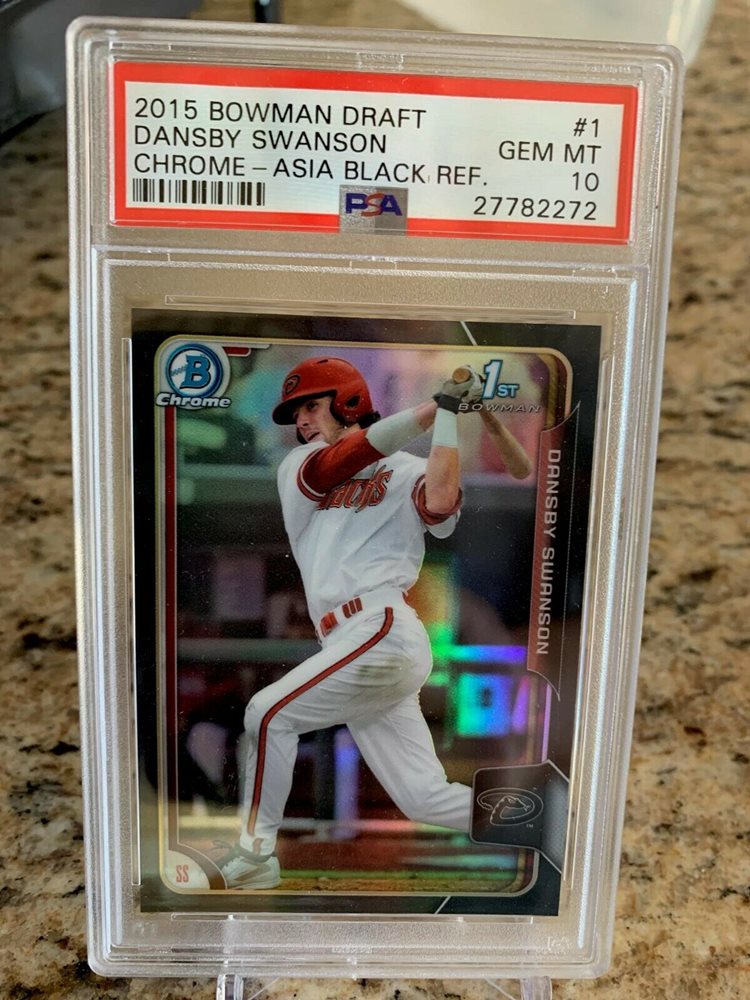 2015 BOWMAN DRAFT #1
DANSBY SWANSON GEM MT
CHROME - ASIA BLACK REF. 10
PSA 27782272
B
Chrome
1ST
BOWMAN
DANSBY SWANSON
SS
TM